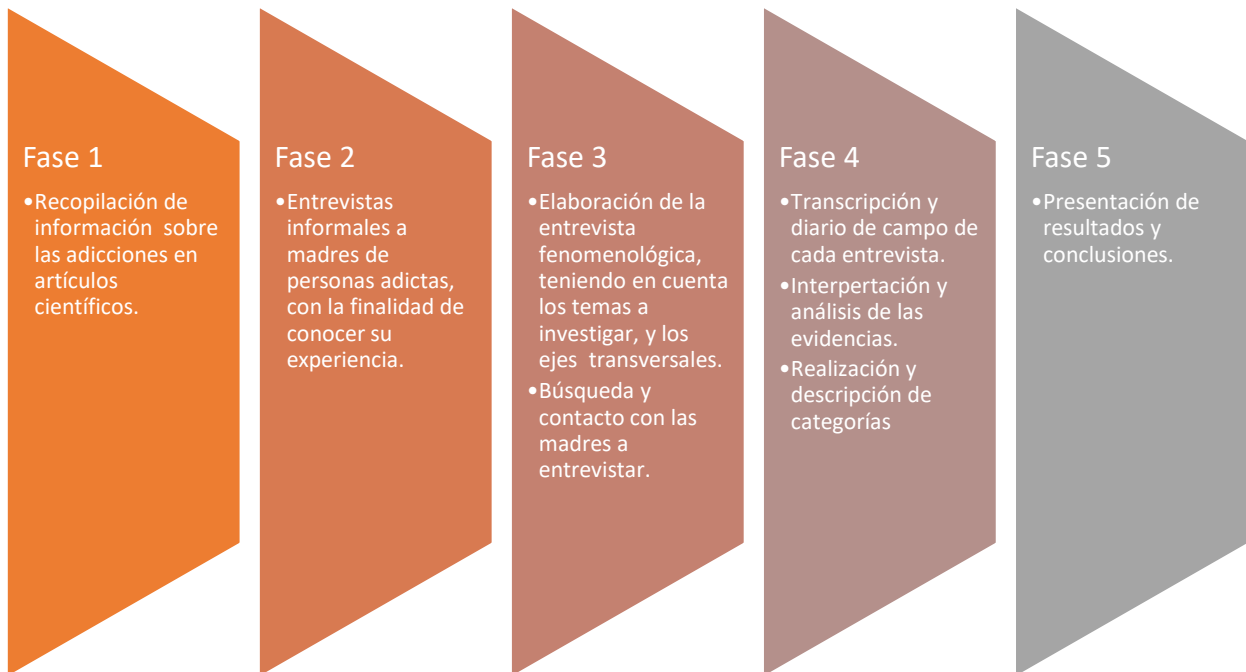 Fase 1
•Recopilación de
información sobre
las adicciones en
artículos
científicos.
Fase 2
•Entrevistas
informales a
madres de
personas adictas,
con la finalidad de
conocer su
experiencia.
Fase 3
•Elaboración de la
entrevista
fenomenológica,
teniendo en cuenta
los temas a
investigar, y los
ejes transversales.
•Búsqueda y
contacto con las
madres a
entrevistar.
Fase 4
•Transcripción y
diario de campo de
cada entrevista.
•Interpertación y
análisis de las
evidencias.
•Realización y
descripción de
categorías
Fase 5
•Presentación de
resultados y
conclusiones.